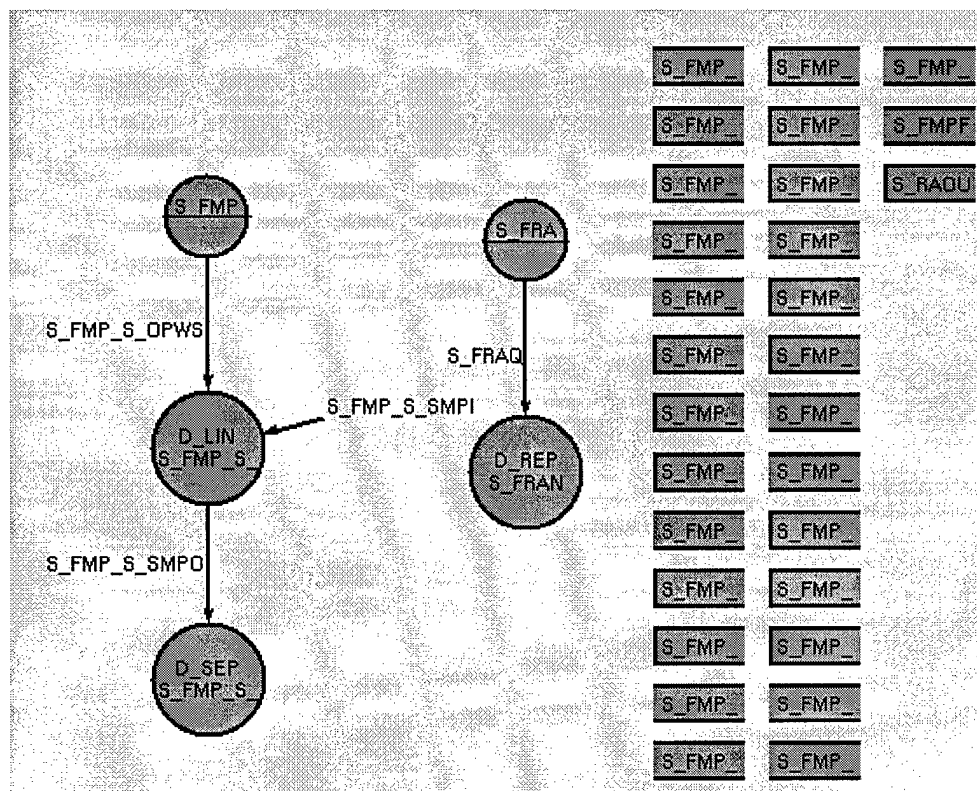 S_FMP_ S_FMP_ S_FMP_
S_FMP_ S_FMP_ S_FMPF
S_FMP_ S_FMP_ S_RAQU
S_FMP_ S_FMP_
S_FMP_ S_FMP_
S_FMP_ S_FMP_
S_FMP_ S_FMP_
S_FMP_ S_FMP_
S_FMP_ S_FMP_
S_FMP_ S_FMP_
S_FMP_ S_FMP_
S_FMP_ S_FMP_
S_FMP_ S_FMP_
S_FMP
S_FRA
S_FMP_S_OPWS
S_FRAQ
S_FMP_S_SMPI
D_LIN
S_FMP_S_
D_REP
S_FRAN
S_FMP_S_SMPO
D_SEP
S_FMP_S_